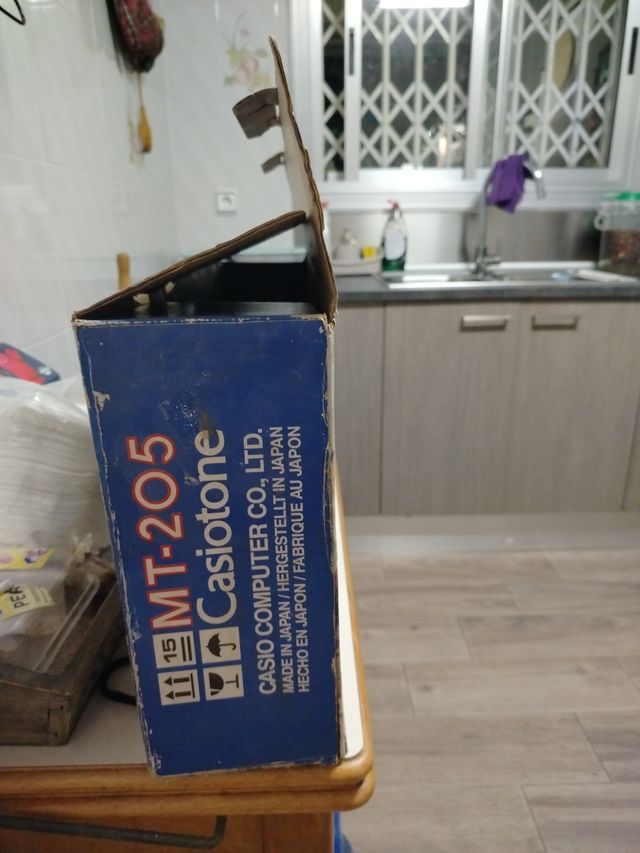 MT-205
Casiotone
CASIO COMPUTER CO., LTD.
MADE IN JAPAN / HERGESTELLT IN JAPAN
HECHO EN JAPON / FABRIQUE AU JAPON
15
PEA